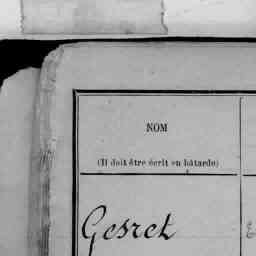 NOM
(Il doit être écrit en bâtarde)
Gesret